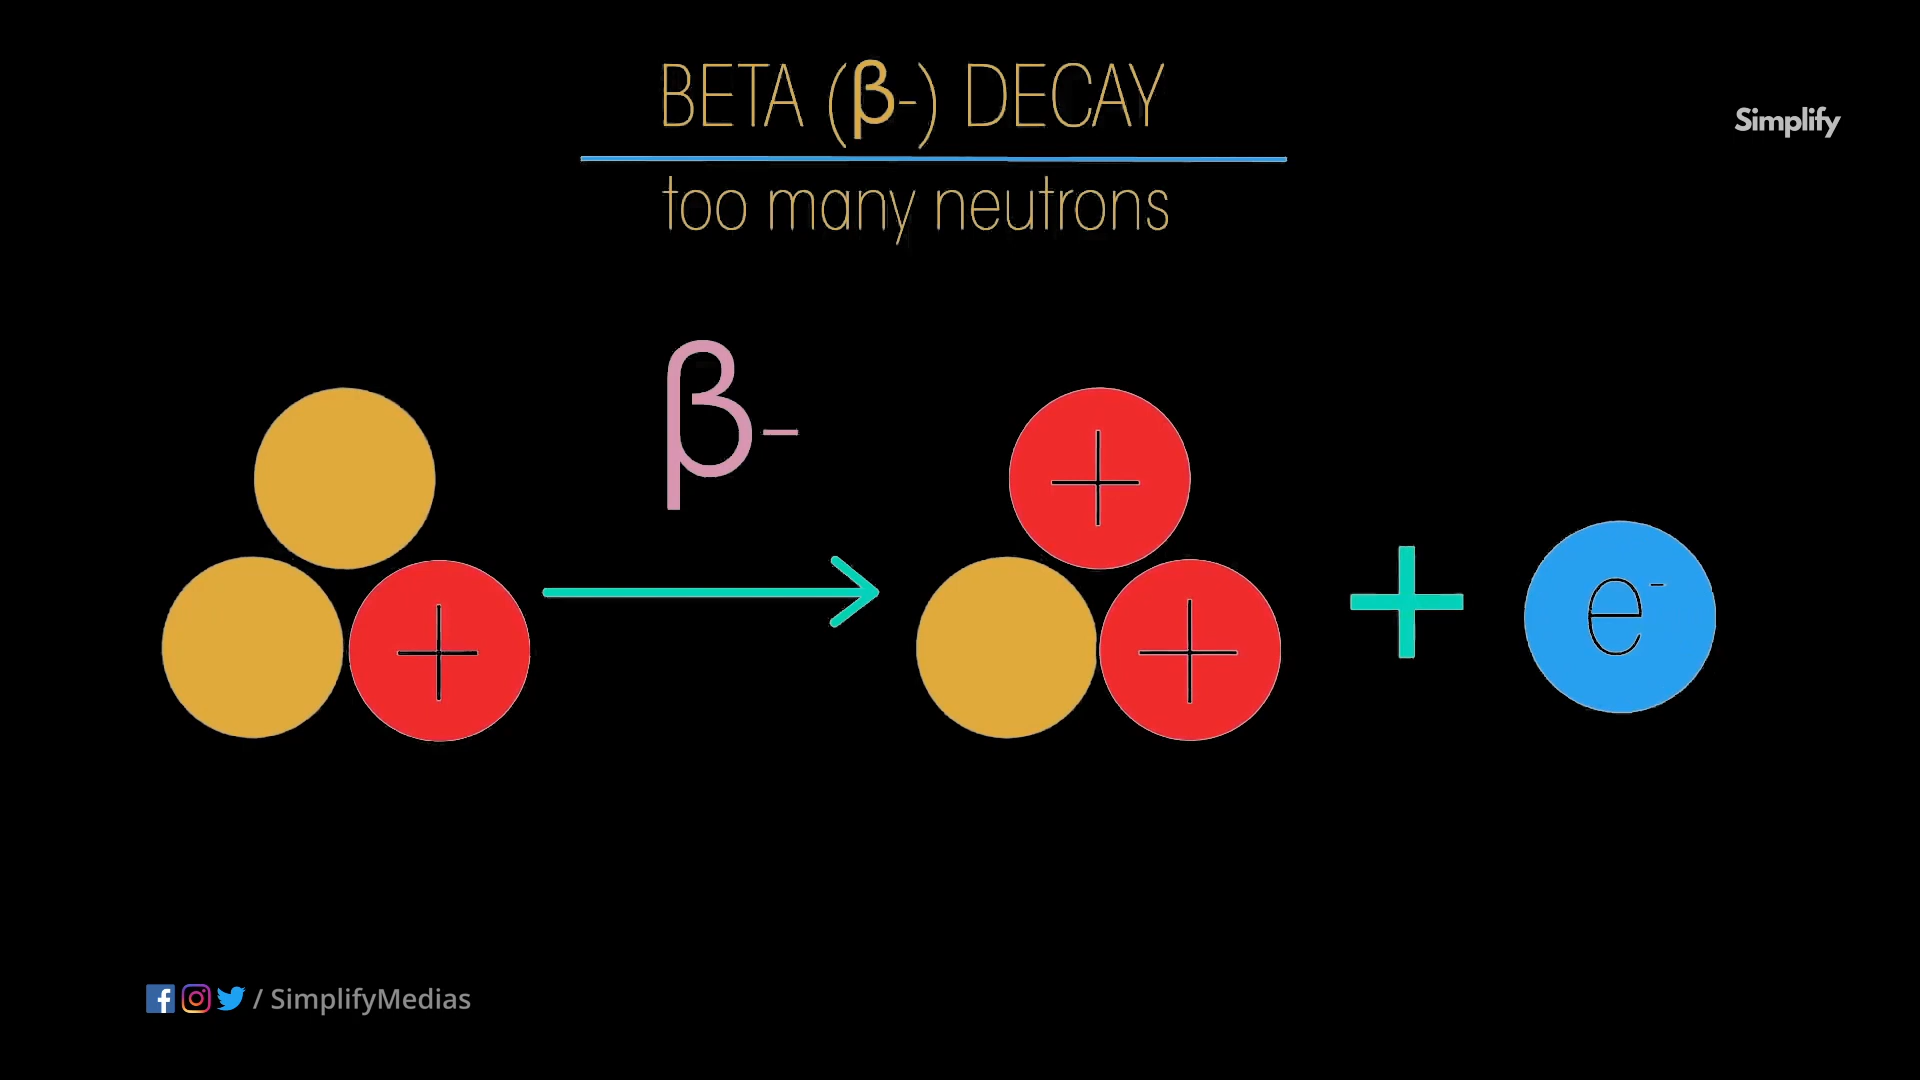 BETA (β-) DECAY
Simplify
too many neutrons
β-
+
+
+
+
e⁻
/ SimplifyMedias